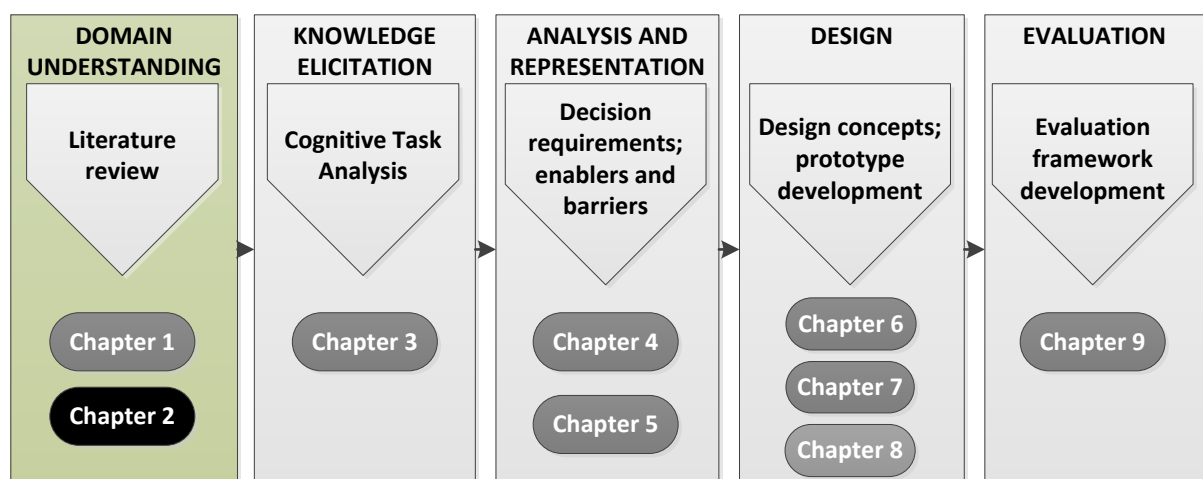 DOMAIN
UNDERSTANDING
Literature
review
Chapter 1
Chapter 2
KNOWLEDGE
ELICITATION
Cognitive Task
Analysis
Chapter 3
ANALYSIS AND
REPRESENTATION
Decision
requirements;
enablers and
barriers
Chapter 4
Chapter 5
DESIGN
Design concepts;
prototype
development
Chapter 6
Chapter 7
Chapter 8
EVALUATION
Evaluation
framework
development
Chapter 9